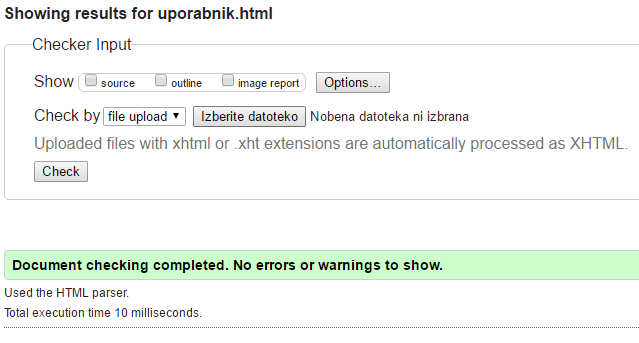 Showing results for uporabnik.html
Checker Input
Show source outline image report Options...
Check by file upload Izberite datoteko Nobena datoteka ni izbrana
Uploaded files with xhtml or .xht extensions are automatically processed as XHTML.
Check
Document checking completed. No errors or warnings to show.
Used the HTML parser.
Total execution time 10 milliseconds.